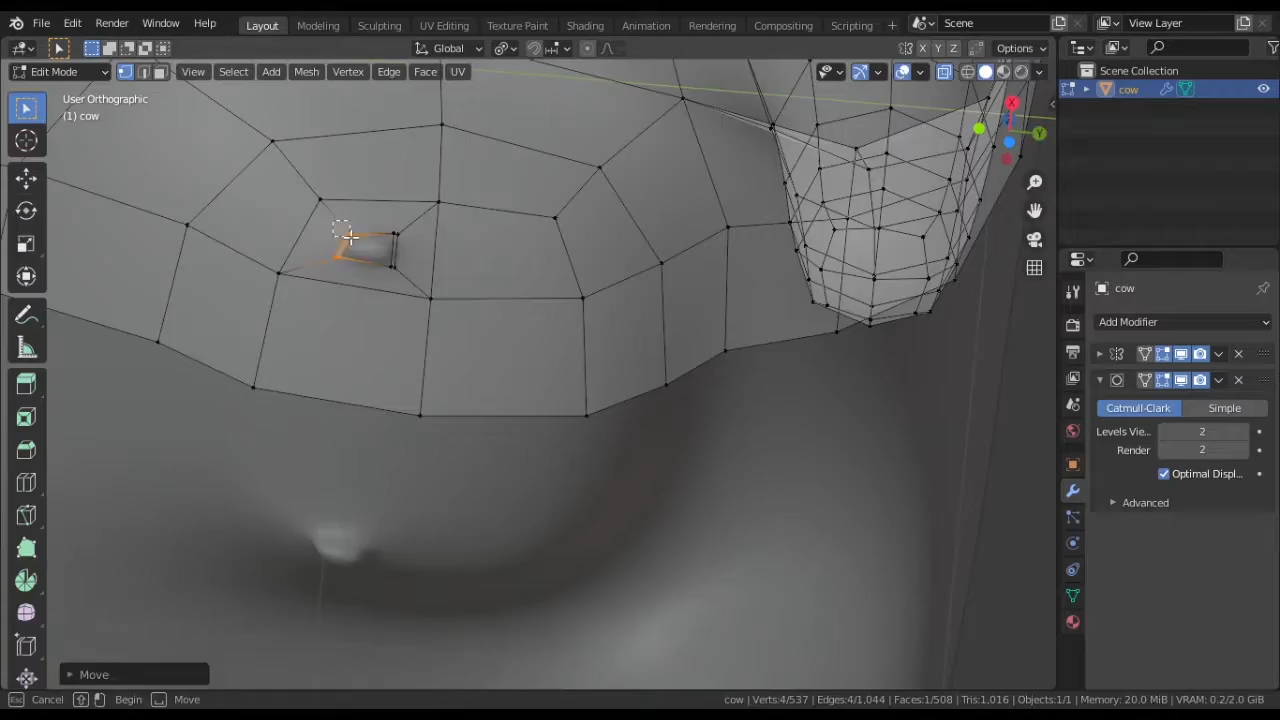 File Edit Render Window Help Layout Modeling Sculpting UV Editing Texture Paint Shading Animation Rendering Compositing Scripting + Scene View Layer
Global X Y Z Options
Edit Mode View Select Add Mesh Vertex Edge Face UV
User Orthographic
(1) cow
X
Y
Scene Collection
cow
cow
Add Modifier
Catmull-Clark Simple
Levels Vie... 2
Render 2
Optimal Displ...
Advanced
Move
Esc Cancel Begin Move cow | Verts:4/537 | Edges:4/1,044 | Faces:1/508 | Tris:1,016 | Objects:1/1 | Memory: 20.0 MiB | VRAM: 0.2/2.0 GiB